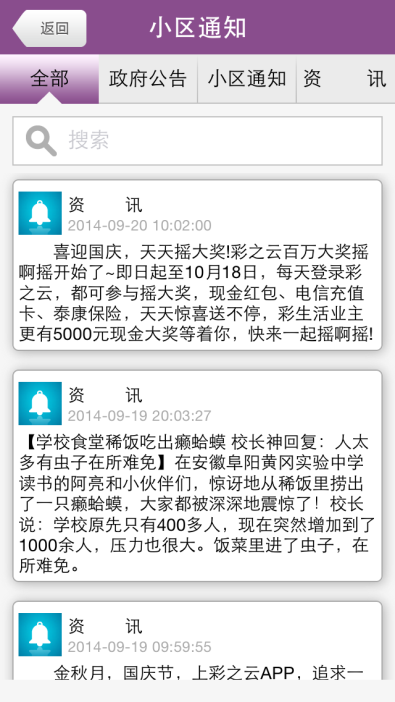 返回
小区通知
全部
政府公告
小区通知
资 讯
搜索
资 讯
2014-09-20 10:02:00
喜迎国庆，天天摇大奖!彩之云百万大奖摇
啊摇开始了~即日起至10月18日，每天登录彩
之云，都可参与摇大奖，现金红包、电信充值
卡、泰康保险，天天惊喜送不停，彩生活业主
更有5000元现金大奖等着你，快来一起摇啊摇!
资 讯
2014-09-19 20:03:27
【学校食堂稀饭吃出癞蛤蟆 校长神回复：人太
多有虫子在所难免】在安徽阜阳黄冈实验中学
读书的阿亮和小伙伴们，惊讶地从稀饭里捞出
了一只癞蛤蟆，大家都被深深地震惊了！校长
说：学校原先只有400多人，现在突然增加到了
1000余人，压力也很大。饭菜里进了虫子，在
所难免。
资 讯
2014-09-19 09:59:55
金秋月，国庆节，上彩之云APP，追求一